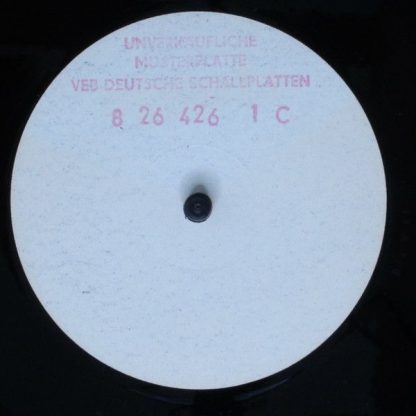 UNVERKÄUFLICHE
MUSTERPLATTE
VEB DEUTSCHE SCHALLPLATTEN
8 26 426 1 C